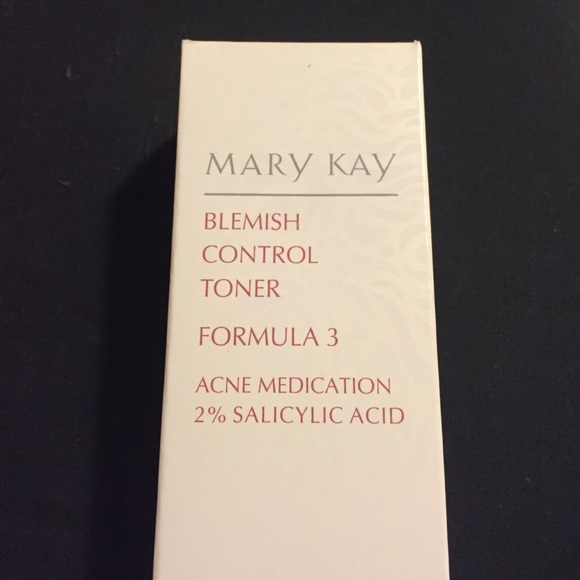 MARY KAY
BLEMISH
CONTROL
TONER
FORMULA 3
ACNE MEDICATION
2% SALICYLIC ACID